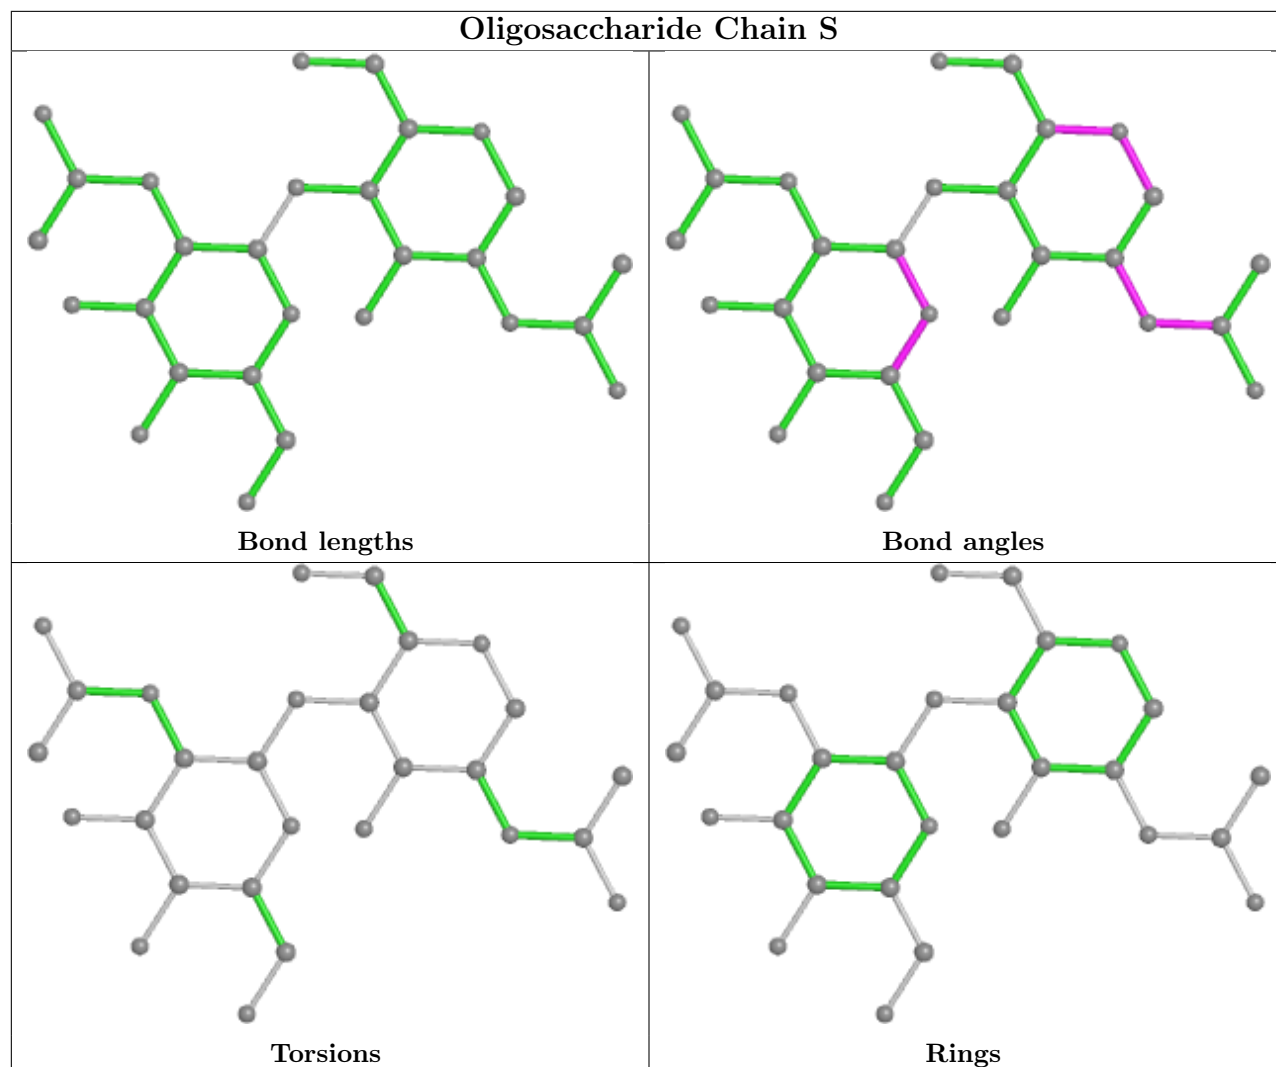 Oligosaccharide Chain S
Bond lengths
Bond angles
Torsions
Rings